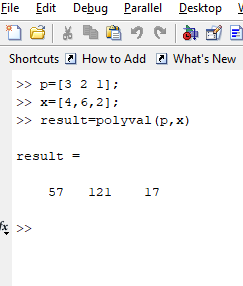 File Edit Debug Parallel Desktop
Shortcuts How to Add What's New
>> p=[3 2 1];
>> x=[4,6,2];
>> result=polyval(p,x)
result =
57 121 17
fx >>